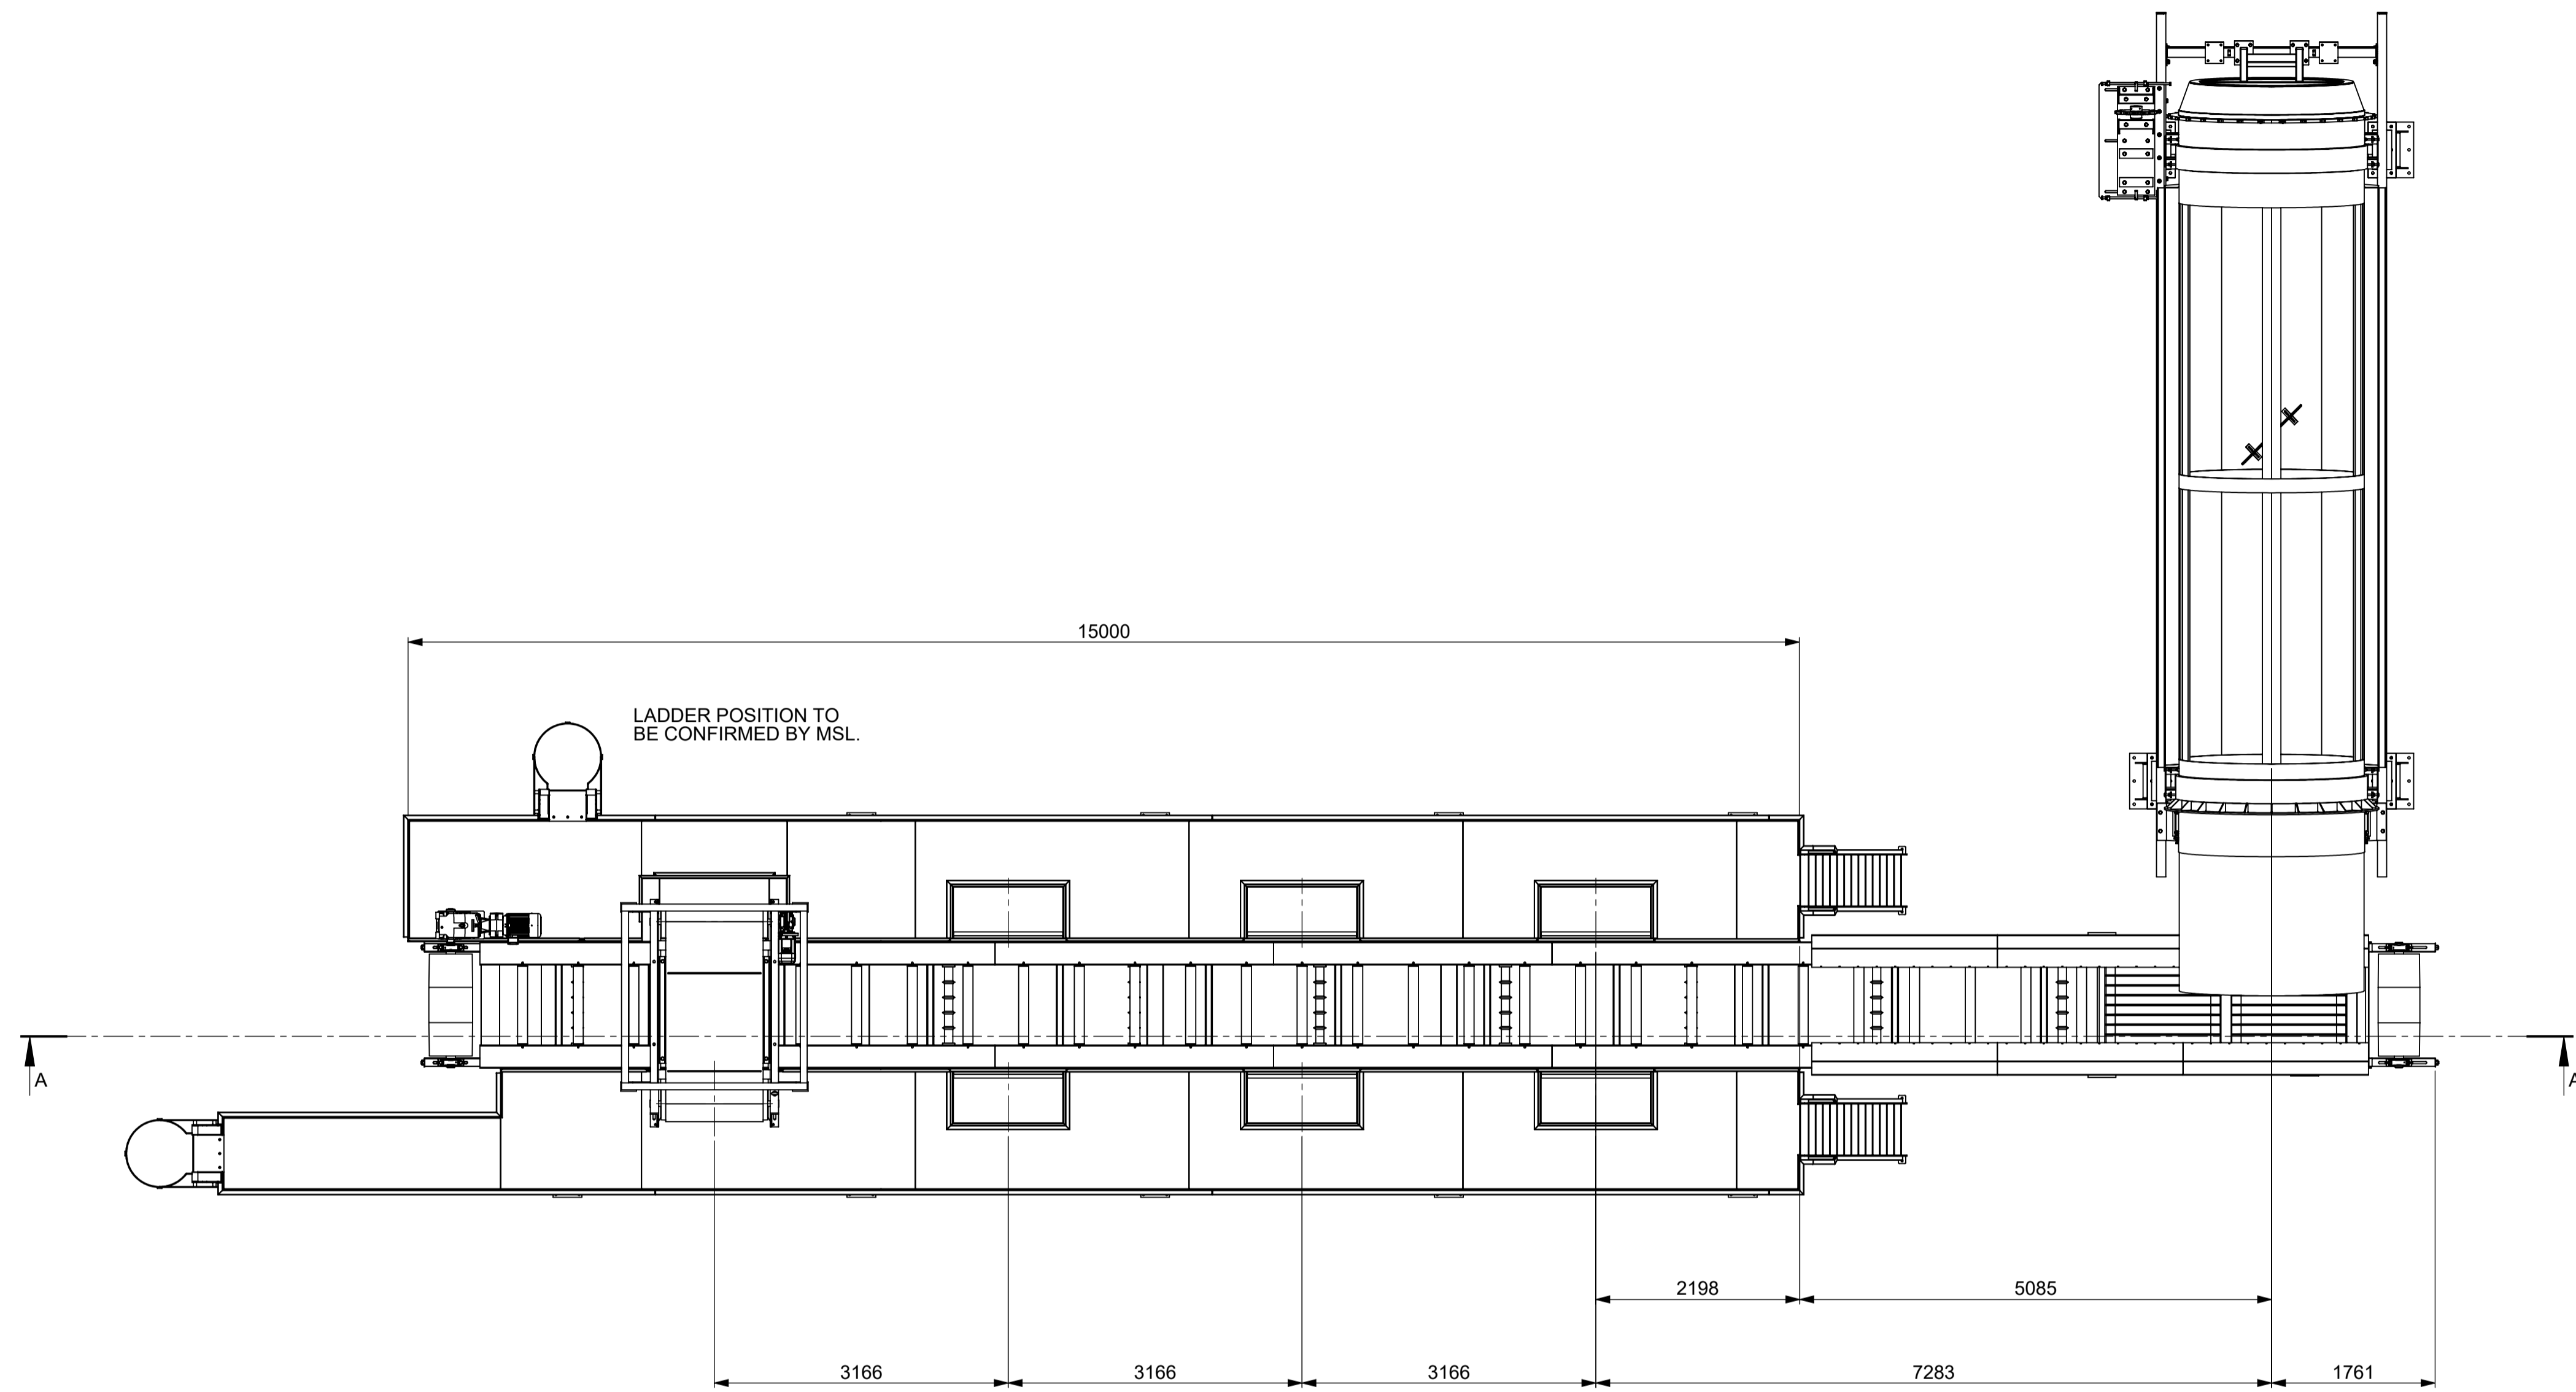 15000
LADDER POSITION TO
BE CONFIRMED BY MSL.
A
A
2198
5085
3166
3166
3166
7283
1761